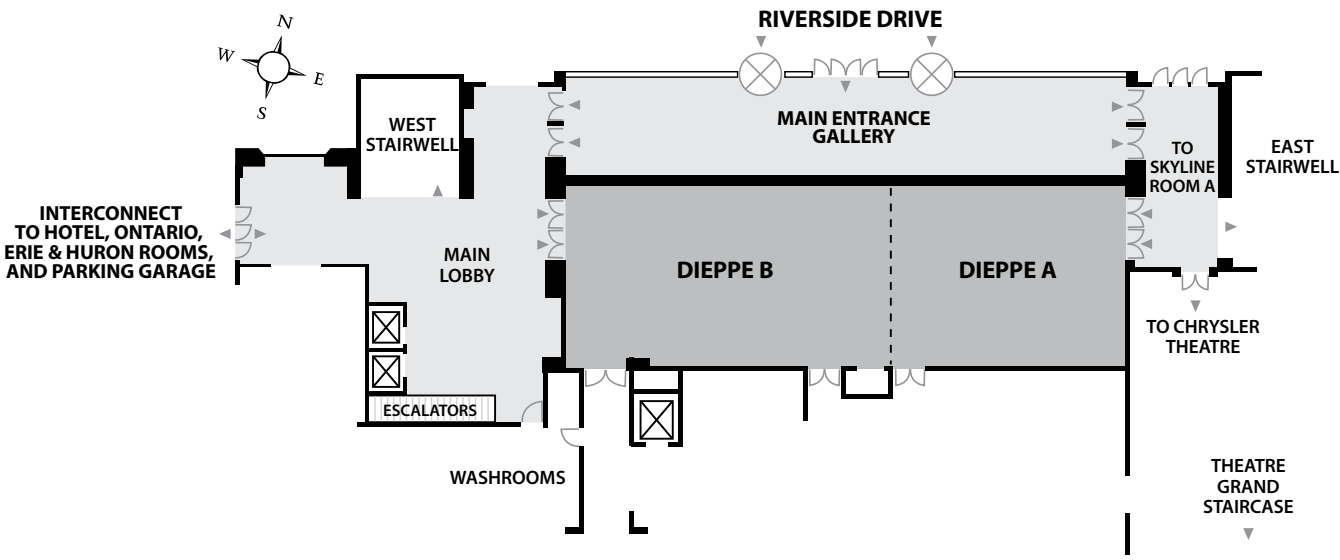 RIVERSIDE DRIVE
N
W
E
S
MAIN ENTRANCE
GALLERY
WEST
STAIRWELL
TO
SKYLINE
ROOM A
EAST
STAIRWELL
INTERCONNECT
TO HOTEL, ONTARIO,
ERIE & HURON ROOMS,
AND PARKING GARAGE
MAIN
LOBBY
DIEPPE B
DIEPPE A
TO CHRYSLER
THEATRE
ESCALATORS
WASHROOMS
THEATRE
GRAND
STAIRCASE